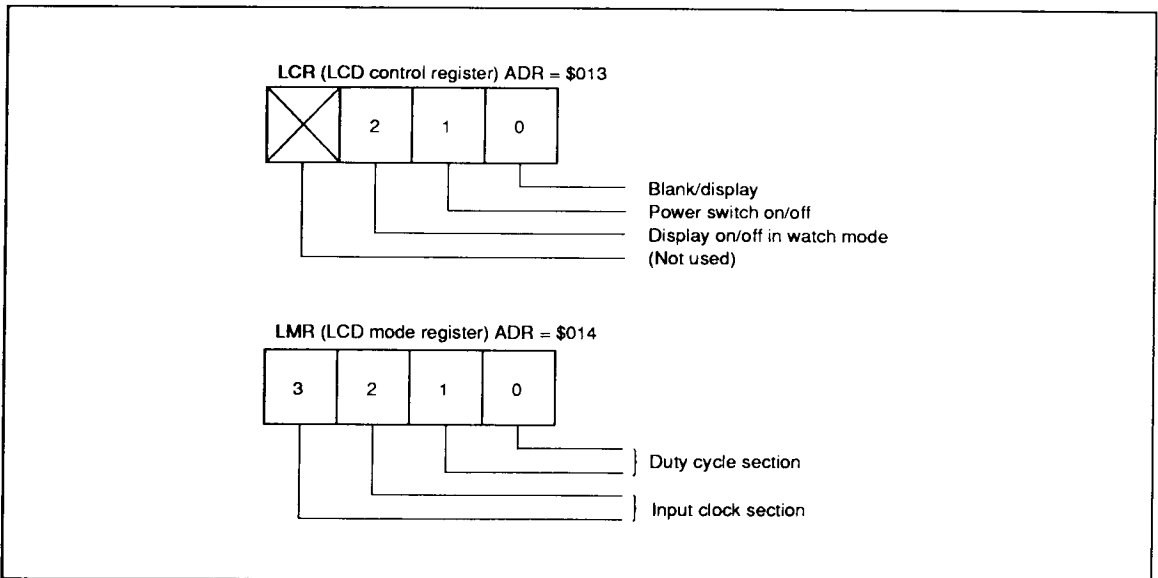 LCR (LCD control register) ADR = $013
2 1 0
Blank/display
Power switch on/off
Display on/off in watch mode
(Not used)
LMR (LCD mode register) ADR = $014
3 2 1 0
Duty cycle section
Input clock section